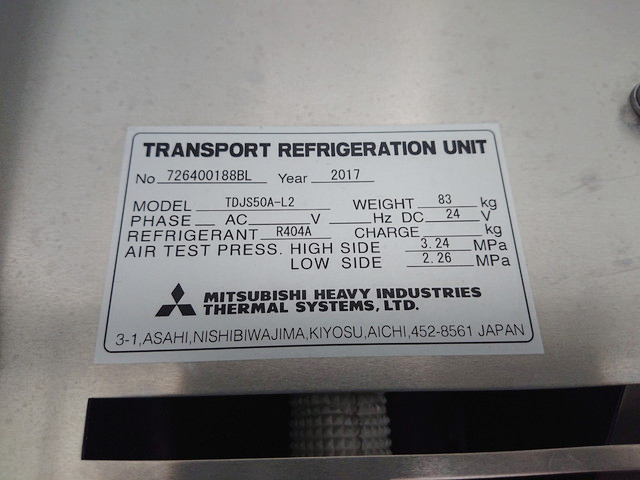 TRANSPORT REFRIGERATION UNIT
No 726400188BL Year 2017
MODEL TDJS50A-L2 WEIGHT 83 kg
PHASE AC V Hz DC 24 V
REFRIGERANT R404A CHARGE kg
AIR TEST PRESS. HIGH SIDE 3.24 MPa
LOW SIDE 2.26 MPa
MITSUBISHI HEAVY INDUSTRIES
THERMAL SYSTEMS, LTD.
3-1,ASAHI,NISHIBIWAJIMA,KIYOSU,AICHI,452-8561 JAPAN